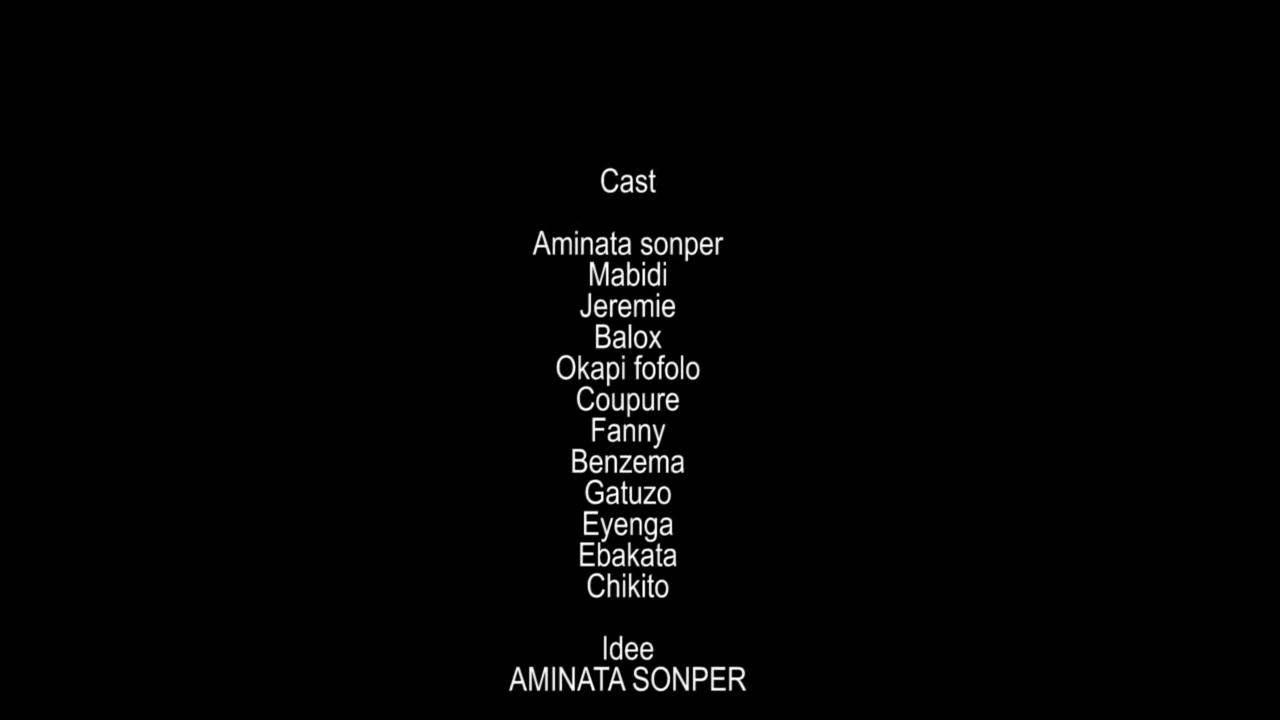 Cast
Aminata sonper
Mabidi
Jeremie
Balox
Okapi fofolo
Coupure
Fanny
Benzema
Gatuzo
Eyenga
Ebakata
Chikito
Idee
AMINATA SONPER